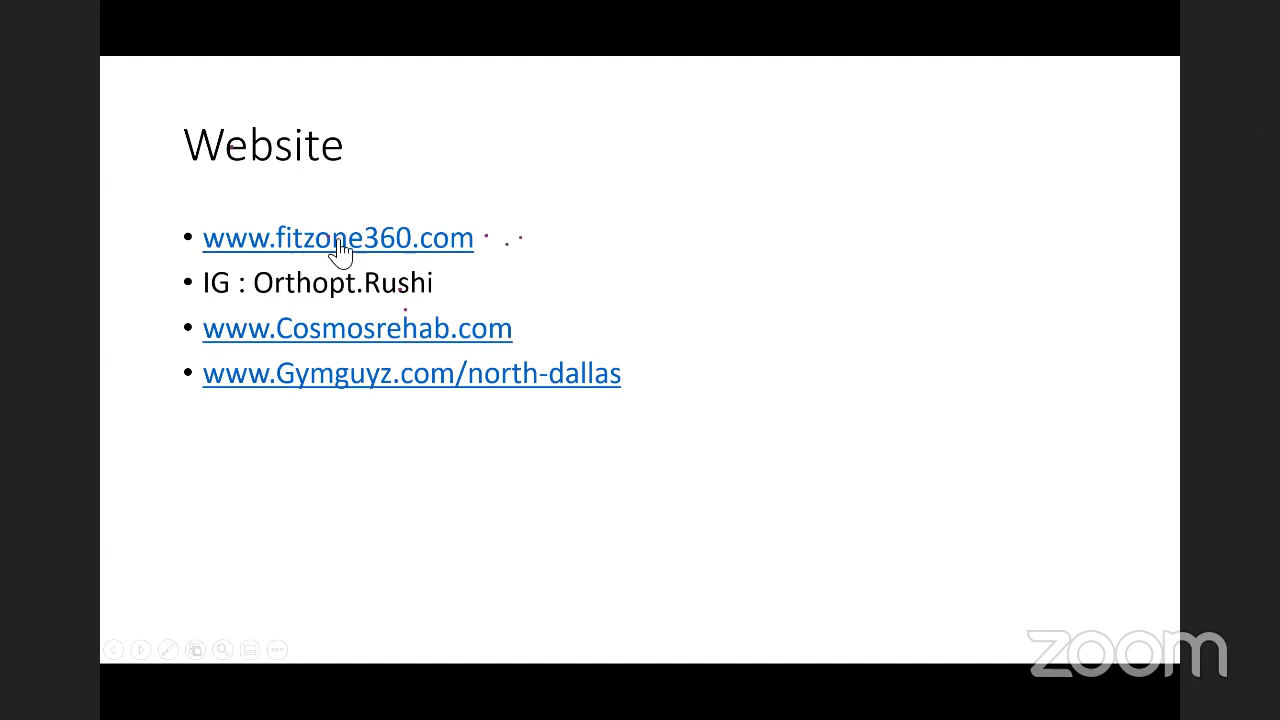 Website
• www.fitzone360.com
• IG : Orthopt.Rushi
• www.Cosmosrehab.com
• www.Gymguyz.com/north-dallas
zoom